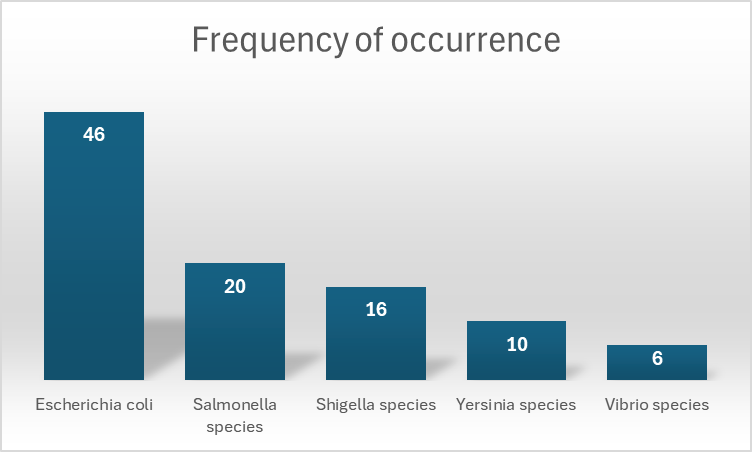 Frequency of occurrence
46
20
16
10
6
Escherichia coli
Salmonella
species
Shigella species
Yersinia species
Vibrio species